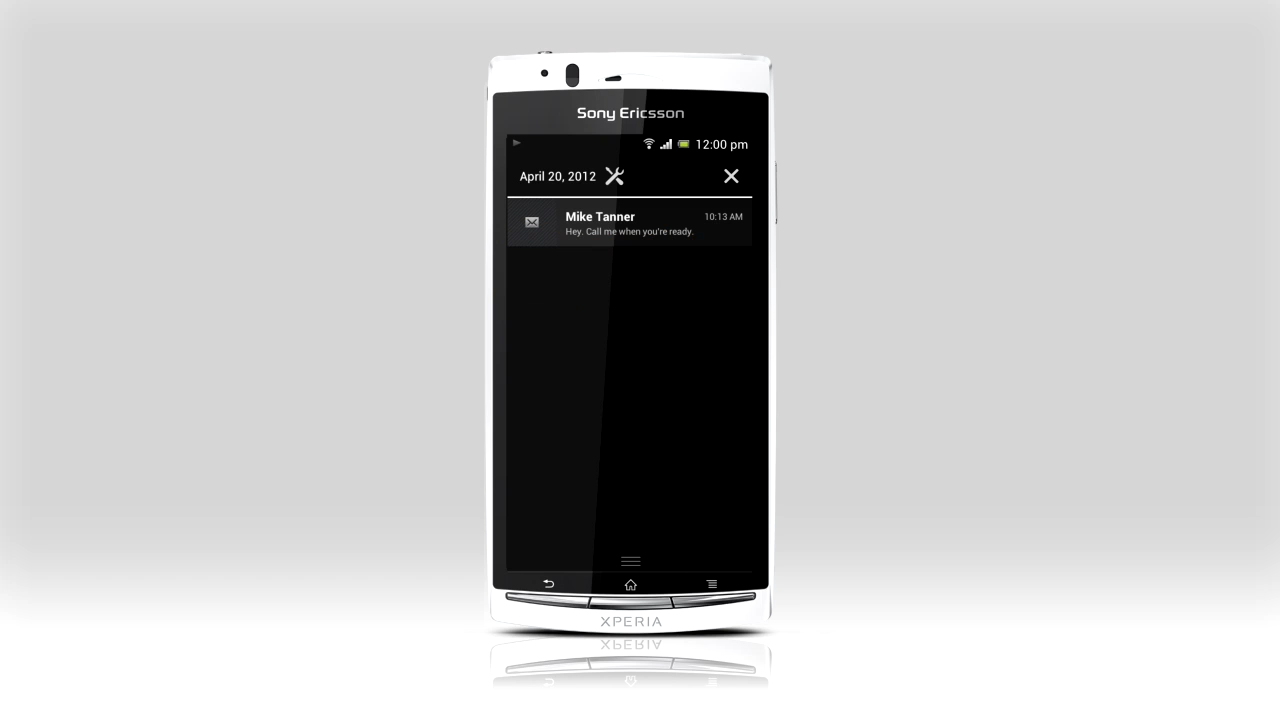 Sony Ericsson
12:00 pm
April 20, 2012
Mike Tanner 10:13 AM
Hey. Call me when you're ready.
XPERIA